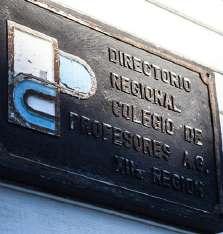 DIRECTORIO
REGIONAL
COLEGIO DE
PROFESORES A.G.
XIIa REGION